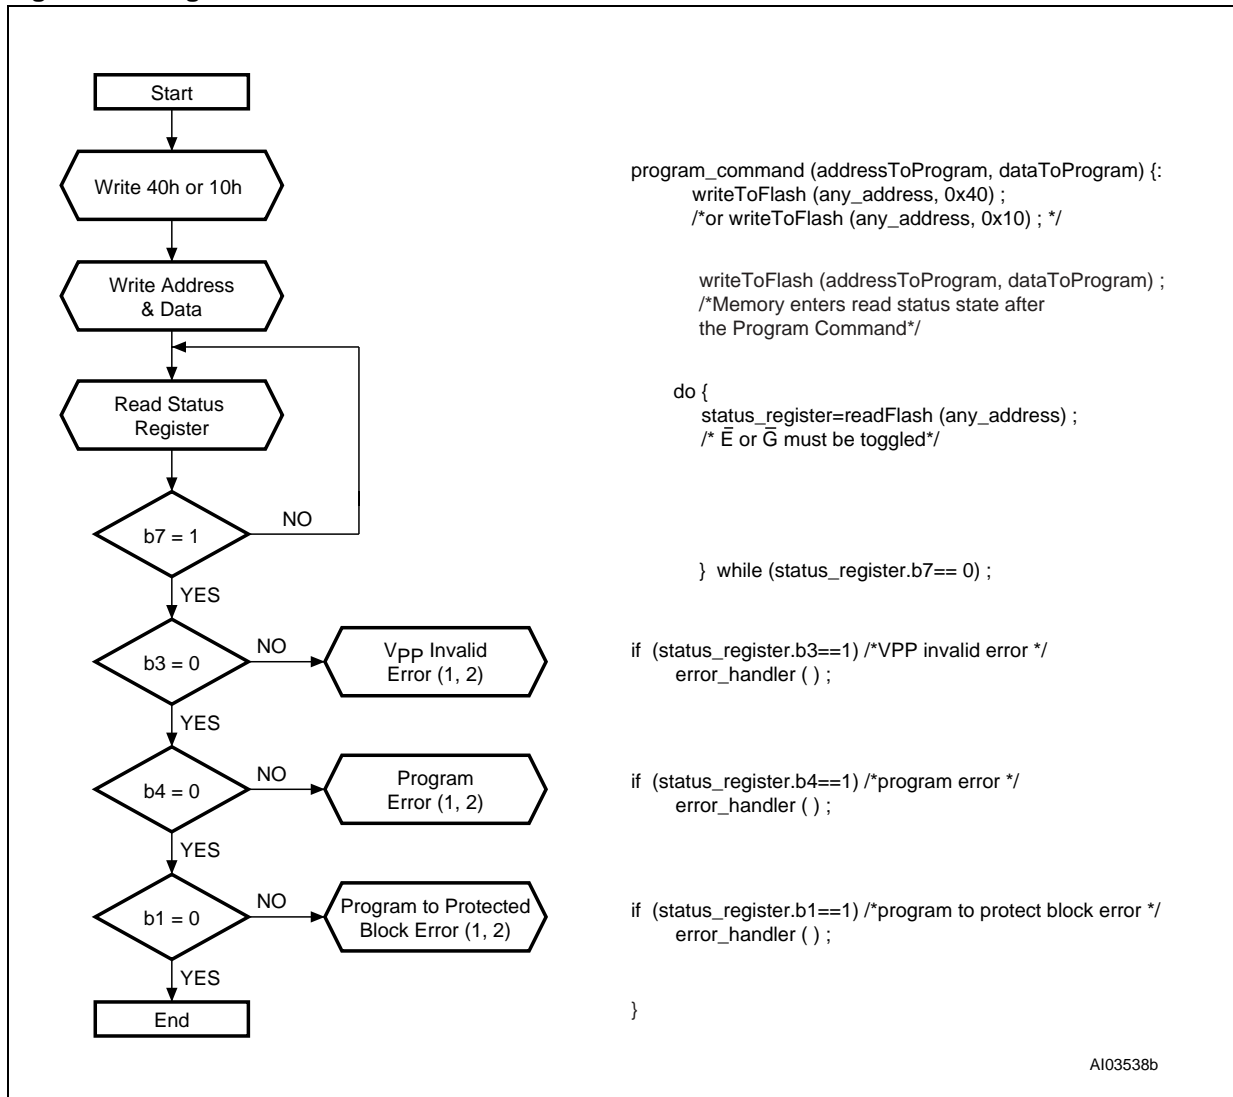 Start
Write 40h or 10h
Write Address
& Data
Read Status
Register
b7 = 1
NO
YES
b3 = 0
NO
VPP Invalid
Error (1, 2)
YES
b4 = 0
NO
Program
Error (1, 2)
YES
b1 = 0
NO
Program to Protected
Block Error (1, 2)
YES
End
program_command (addressToProgram, dataToProgram) {:
writeToFlash (any_address, 0x40) ;
/*or writeToFlash (any_address, 0x10) ; */
writeToFlash (addressToProgram, dataToProgram) ;
/*Memory enters read status state after
the Program Command*/
do {
status_register=readFlash (any_address) ;
/* E̅ or G̅ must be toggled*/
} while (status_register.b7== 0) ;
if (status_register.b3==1) /*VPP invalid error */
error_handler ( ) ;
if (status_register.b4==1) /*program error */
error_handler ( ) ;
if (status_register.b1==1) /*program to protect block error */
error_handler ( ) ;
}
AI03538b